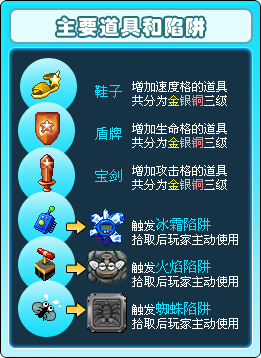 主要道具和陷阱
鞋子
增加速度格的道具
共分为金银铜三级
盾牌
增加生命格的道具
共分为金银铜三级
宝剑
增加攻击格的道具
共分为金银铜三级
触发冰霜陷阱
拾取后玩家主动使用
触发火焰陷阱
拾取后玩家主动使用
触发蜘蛛陷阱
拾取后玩家主动使用